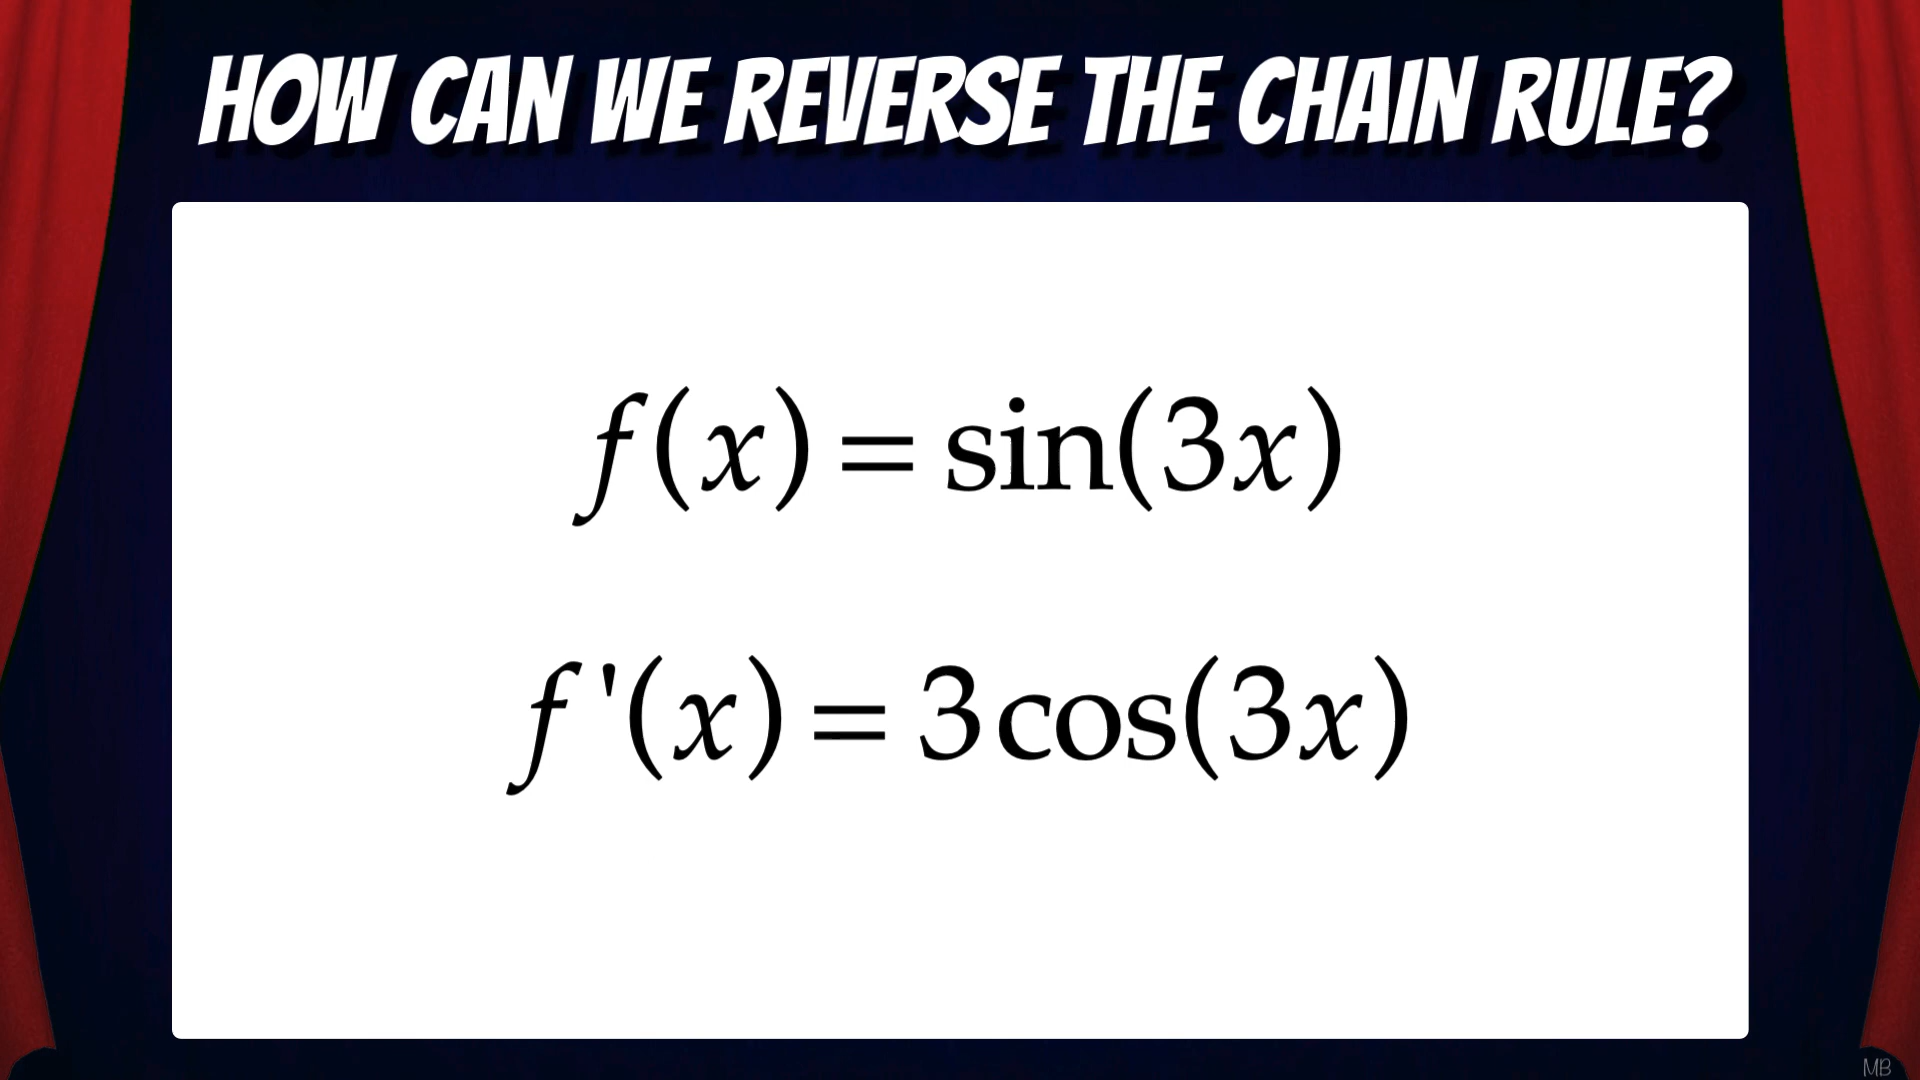 HOW CAN WE REVERSE THE CHAIN RULE?
f(x) = sin(3x)
f'(x) = 3cos(3x)
MB